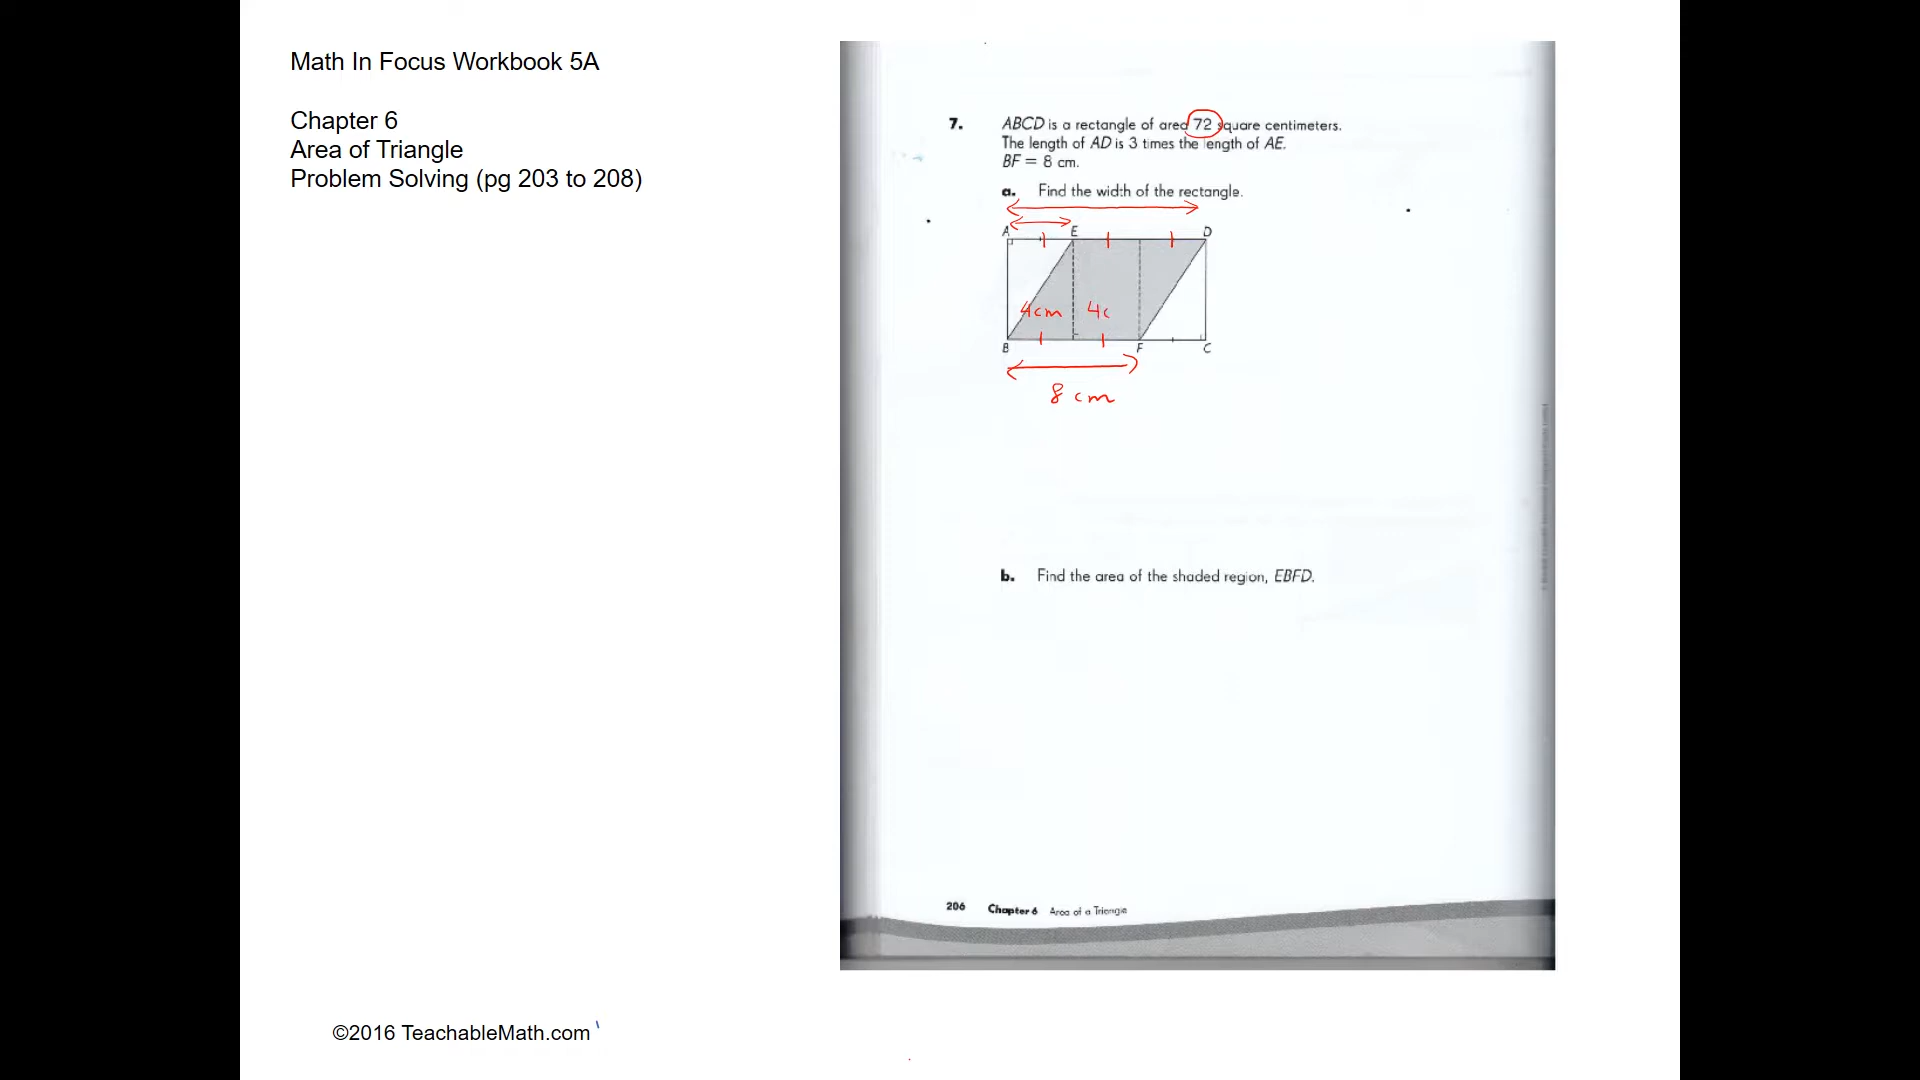 Math In Focus Workbook 5A
Chapter 6
Area of Triangle
Problem Solving (pg 203 to 208)
7. ABCD is a rectangle of area 72 square centimeters.
The length of AD is 3 times the length of AE.
BF = 8 cm.
a. Find the width of the rectangle.
A E D
4cm 4c
B F C
8 cm
b. Find the area of the shaded region, EBFD.
206 Chapter 6 Area of a Triangle
©2016 TeachableMath.com